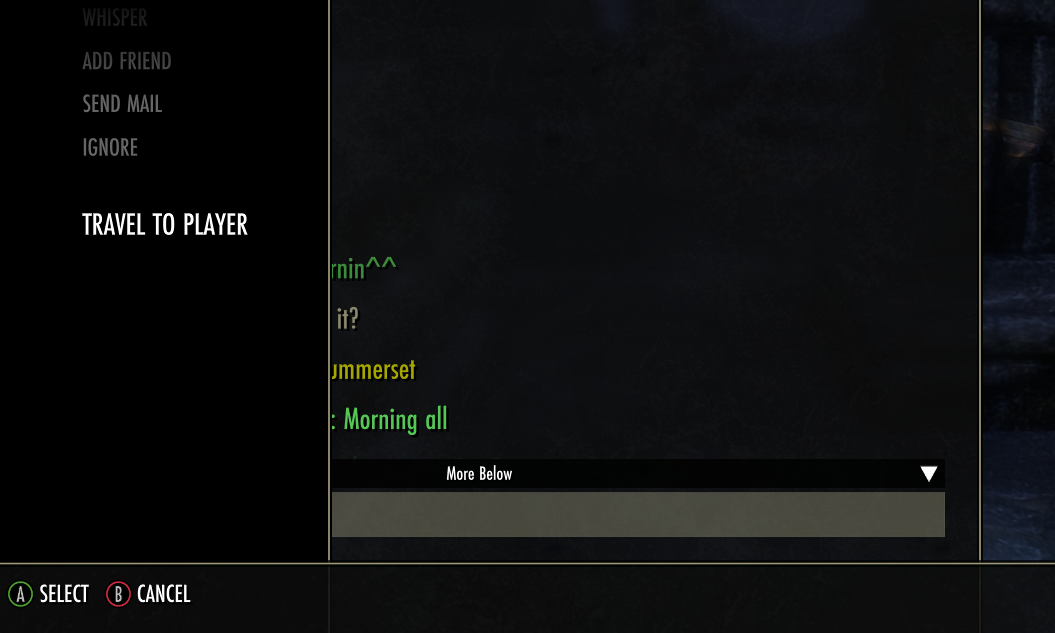 WHISPER
ADD FRIEND
SEND MAIL
IGNORE
TRAVEL TO PLAYER
rnin^^
it?
ummerset
: Morning all
More Below
A SELECT B CANCEL